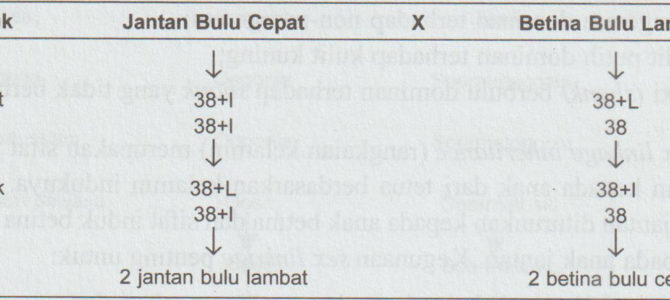 k Jantan Bulu Cepat X Betina Bulu Lam
t 38+I 38+L
38+I 38
k 38+L 38+I
38+I 38
2 jantan bulu lambat 2 betina bulu ce